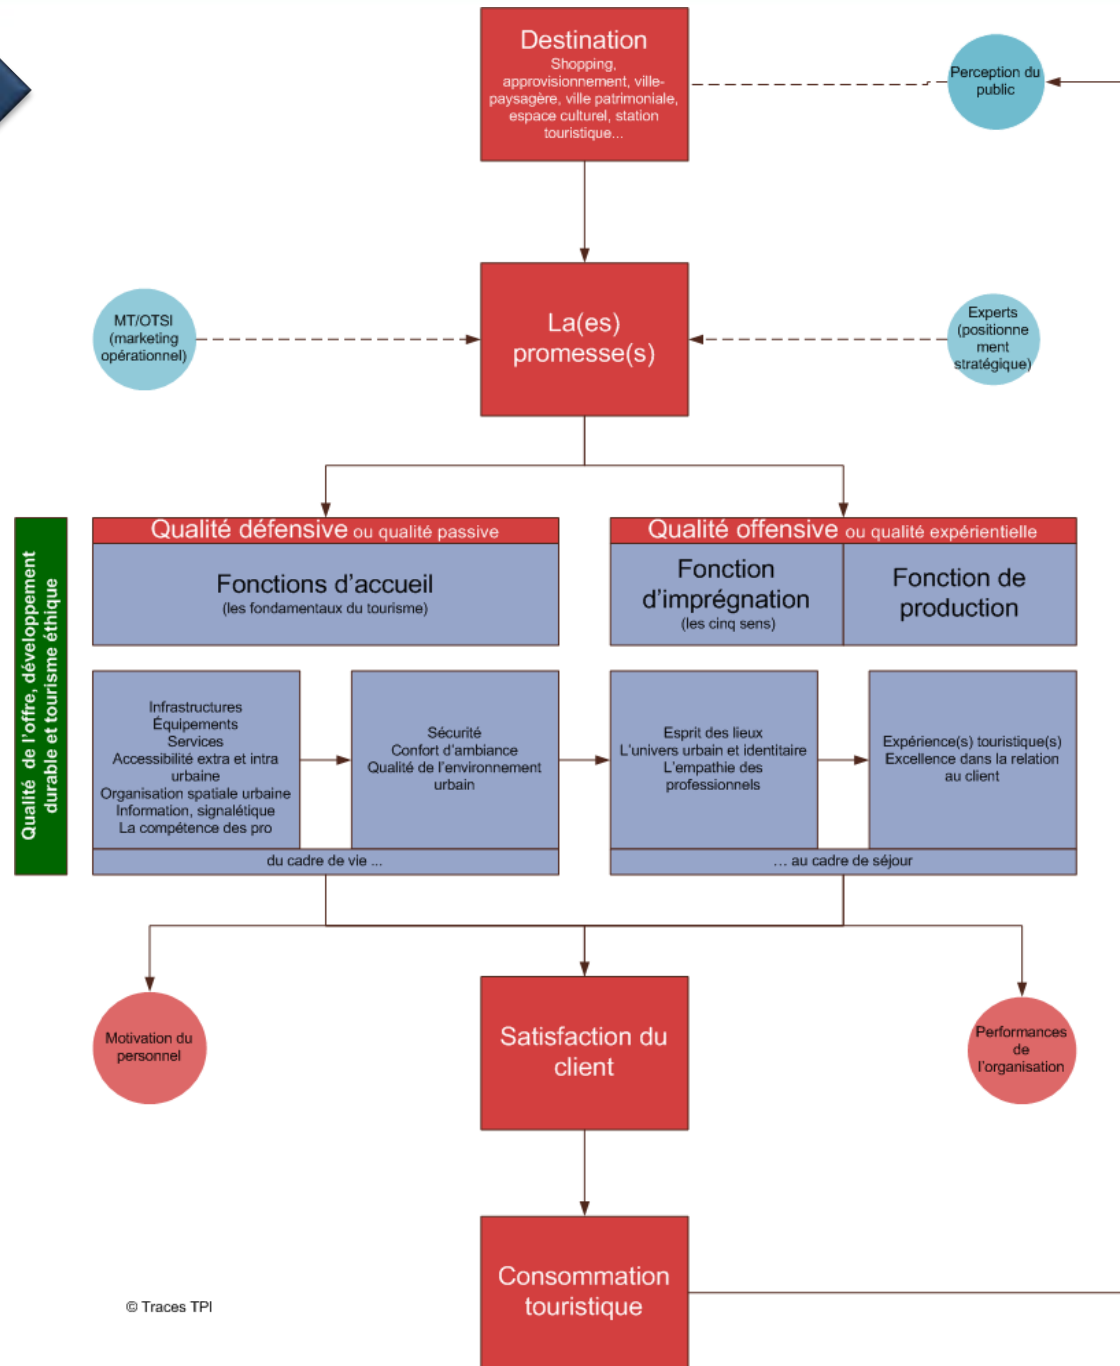 Destination
Shopping,
approvisionnement, ville-
paysagère, ville patrimoniale,
espace culturel, station
touristique...
Perception du
public
MT/OTSI
(marketing
opérationnel)
La(es)
promesse(s)
Experts
(positionne
ment
stratégique)
Qualité de l'offre, développement
durable et tourisme éthique
Qualité défensive ou qualité passive
Fonctions d'accueil
(les fondamentaux du tourisme)
Qualité offensive ou qualité expérientielle
Fonction
d'imprégnation
(les cinq sens)
Fonction de
production
Infrastructures
Équipements
Services
Accessibilité extra et intra
urbaine
Organisation spatiale urbaine
Information, signalétique
La compétence des pro
Sécurité
Confort d'ambiance
Qualité de l'environnement
urbain
Esprit des lieux
L'univers urbain et identitaire
L'empathie des
professionnels
Expérience(s) touristique(s)
Excellence dans la relation
au client
du cadre de vie ...
... au cadre de séjour
Motivation du
personnel
Satisfaction du
client
Performances
de
l'organisation
Consommation
touristique
© Traces TPI